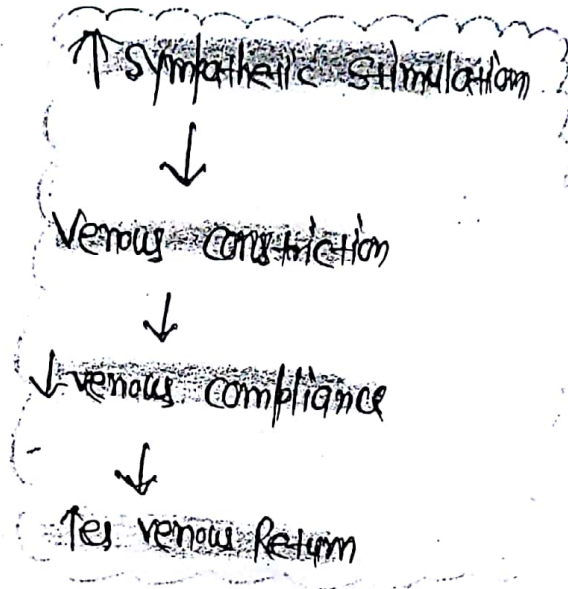 ↑ Sympathetic Stimulation
↓
Venous constriction
↓
↓ venous compliance
↓
↑es venous Return